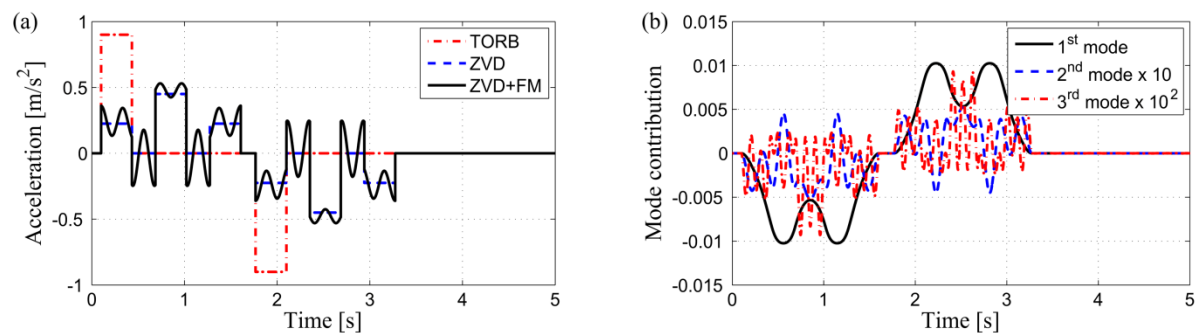 (a)
Acceleration [m/s²]
1
0.5
0
-0.5
-1
TORB
ZVD
ZVD+FM
0 1 2 3 4 5
Time [s]
(b)
Mode contribution
0.015
0.01
0.005
0
-0.005
-0.01
-0.015
1st mode
2nd mode x 10
3rd mode x 10²
0 1 2 3 4 5
Time [s]